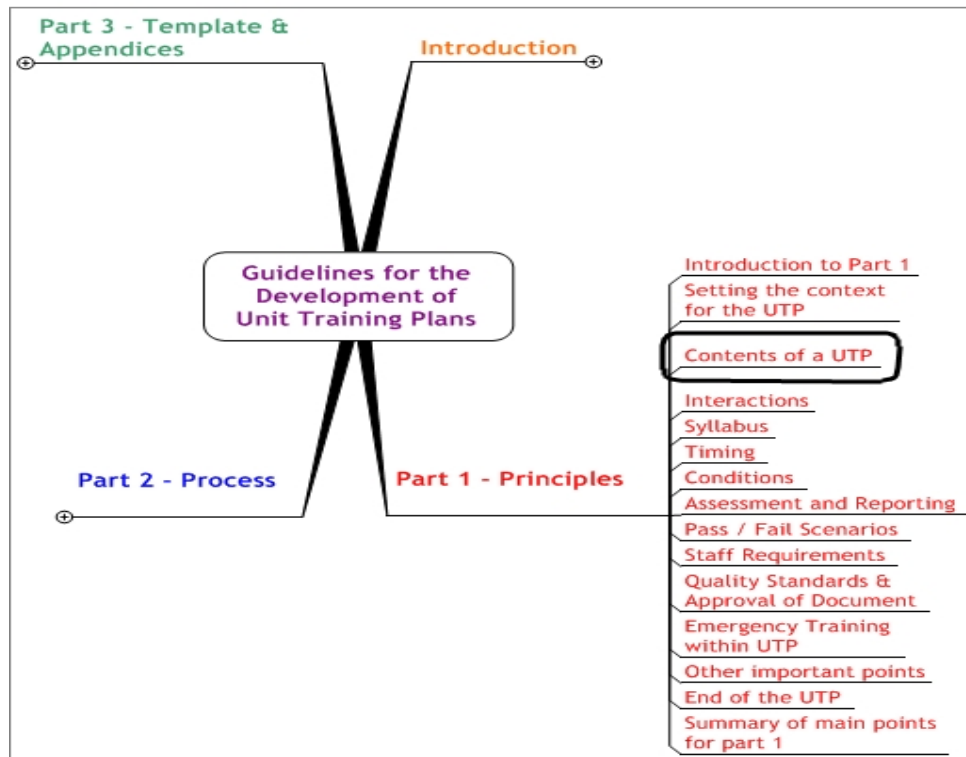 Part 3 - Template &
Appendices
Introduction
Guidelines for the
Development of
Unit Training Plans
Part 2 - Process
Part 1 - Principles
Introduction to Part 1
Setting the context
for the UTP
Contents of a UTP
Interactions
Syllabus
Timing
Conditions
Assessment and Reporting
Pass / Fail Scenarios
Staff Requirements
Quality Standards &
Approval of Document
Emergency Training
within UTP
Other important points
End of the UTP
Summary of main points
for part 1